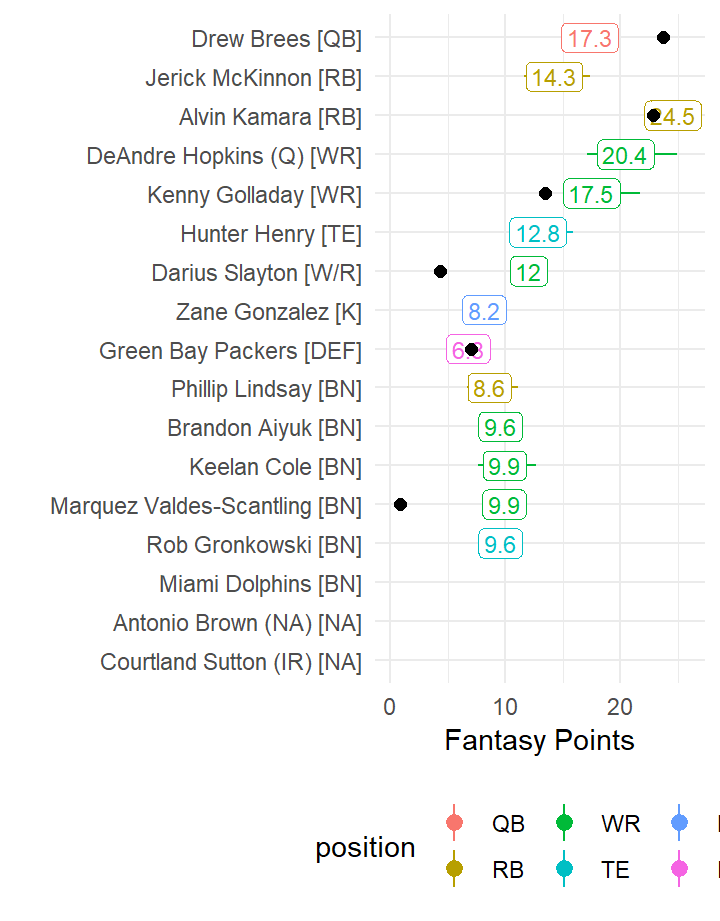 Drew Brees [QB] 17.3
Jerick McKinnon [RB] 14.3
Alvin Kamara [RB] 24.5
DeAndre Hopkins (Q) [WR] 20.4
Kenny Golladay [WR] 17.5
Hunter Henry [TE] 12.8
Darius Slayton [W/R] 12
Zane Gonzalez [K] 8.2
Green Bay Packers [DEF]
Phillip Lindsay [BN] 8.6
Brandon Aiyuk [BN] 9.6
Keelan Cole [BN] 9.9
Marquez Valdes-Scantling [BN] 9.9
Rob Gronkowski [BN] 9.6
Miami Dolphins [BN]
Antonio Brown (NA) [NA]
Courtland Sutton (IR) [NA]
0 10 20
Fantasy Points
position
QB WR
RB TE